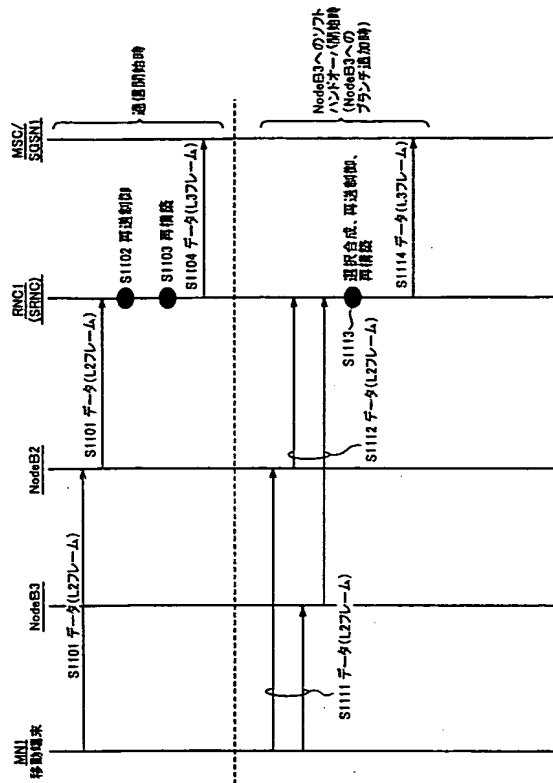 MN1
移動端末
NodeB3
NodeB2
RNC1
(SRNC)
MSC/
SGSN1
S1101 データ(L2フレーム)
S1101 データ(L2フレーム)
S1102 再送制御
S1103 再構築
S1104 データ(L3フレーム)
通信開始時
S1111 データ(L2フレーム)
S1112 データ(L2フレーム)
S1113
選択合成、再送制御、
再構築
S1114 データ(L3フレーム)
NodeB3へのソフト
ハンドオーバ開始時
(NodeB3への
ブランチ追加時)